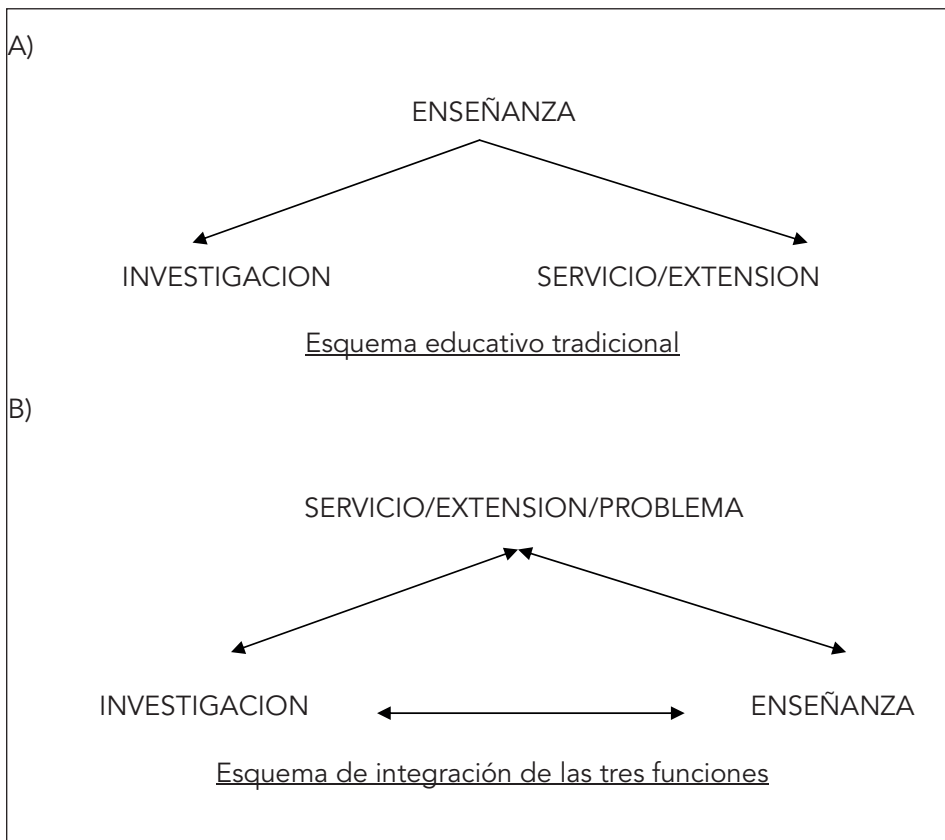 A)
ENSEÑANZA
INVESTIGACION SERVICIO/EXTENSION
Esquema educativo tradicional
B)
SERVICIO/EXTENSION/PROBLEMA
INVESTIGACION ENSEÑANZA
Esquema de integración de las tres funciones